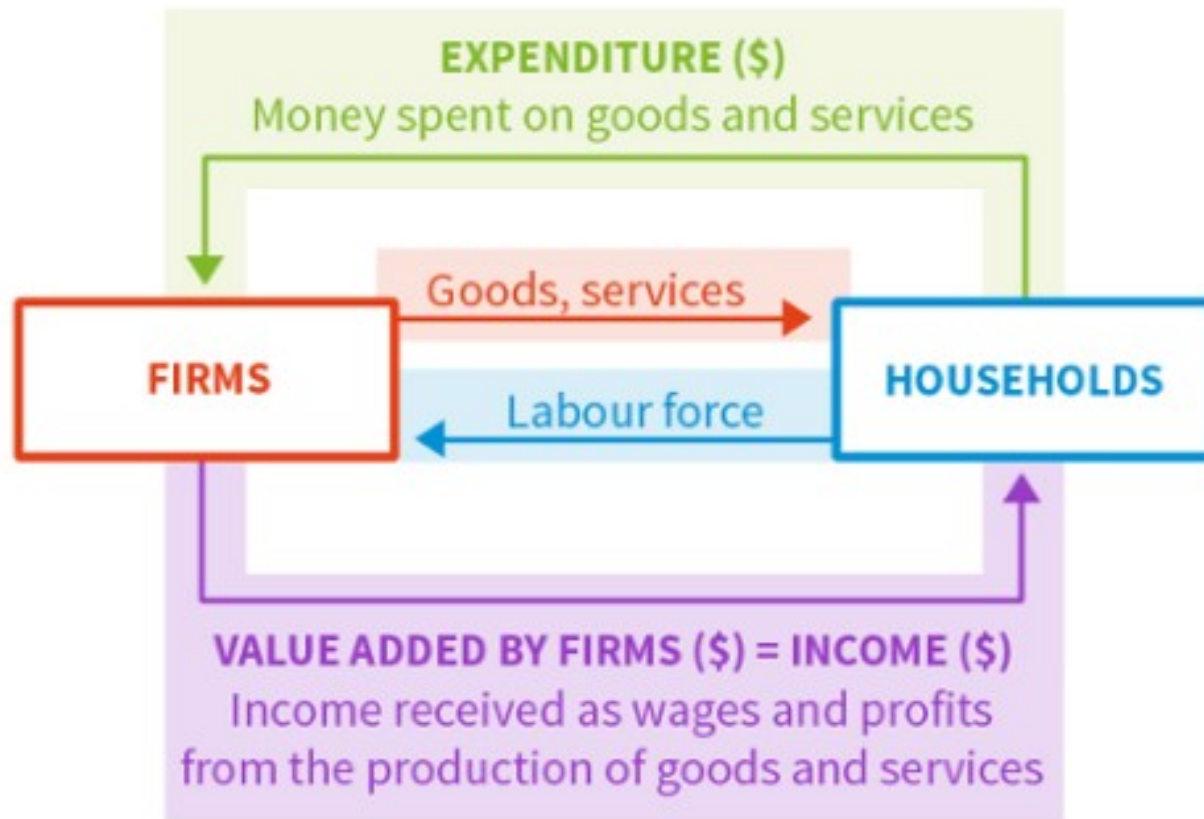 EXPENDITURE ($)
Money spent on goods and services
Goods, services
FIRMS
HOUSEHOLDS
Labour force
VALUE ADDED BY FIRMS ($) = INCOME ($)
Income received as wages and profits
from the production of goods and services